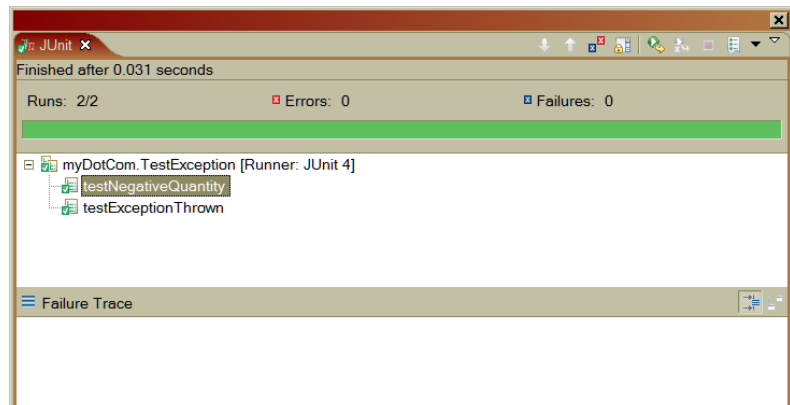 JUnit
Finished after 0.031 seconds
Runs: 2/2 Errors: 0 Failures: 0
myDotCom.TestException [Runner: JUnit 4]
testNegativeQuantity
testExceptionThrown
Failure Trace